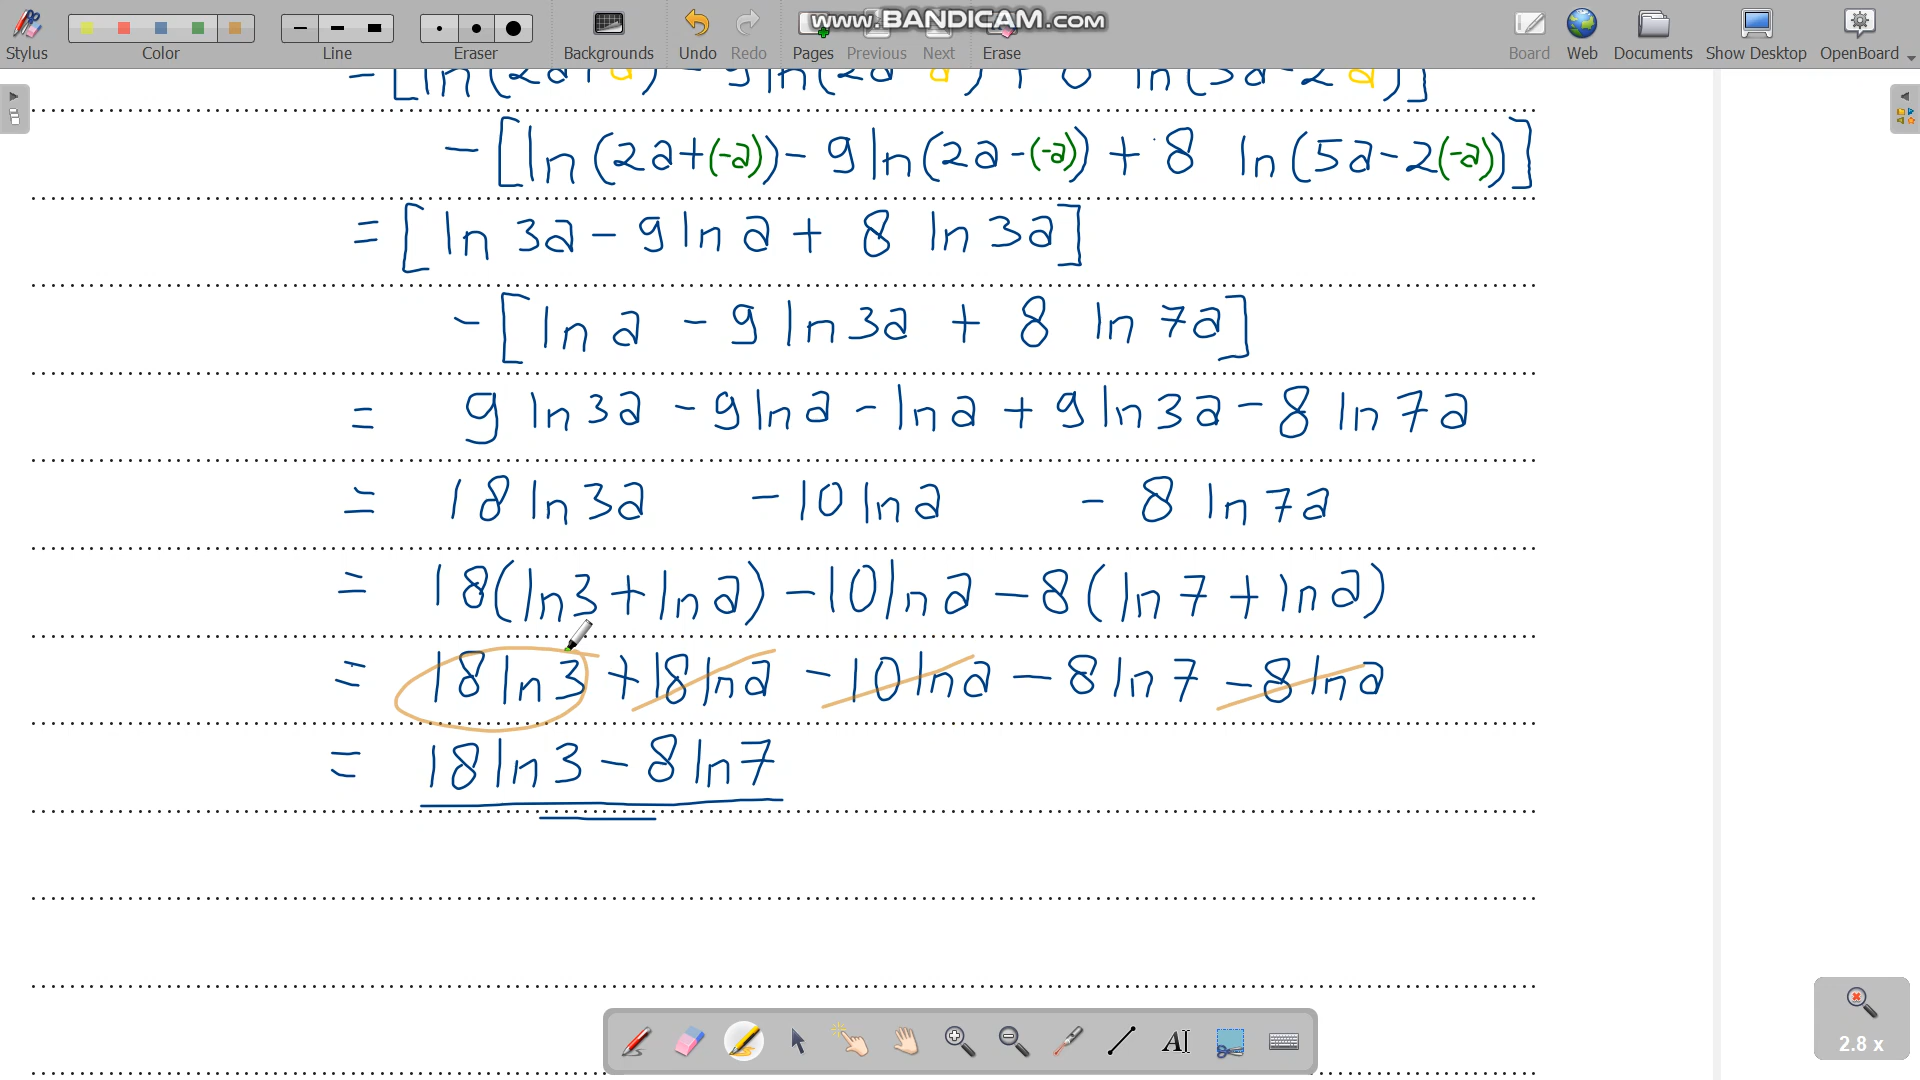 www.BANDICAM.com
Stylus Color Line Eraser Backgrounds Undo Redo Pages Previous Next Erase Board Web Documents Show Desktop OpenBoard
- [ln(2a+(-a)) - 9ln(2a-(-a)) + 8 ln(5a-2(-a))]
= [ln 3a - 9ln a + 8 ln 3a]
- [ln a - 9 ln 3a + 8 ln 7a]
= 9 ln 3a - 9 ln a - ln a + 9 ln 3a - 8 ln 7a
= 18 ln 3a - 10 ln a - 8 ln 7a
= 18(ln 3 + ln a) - 10 ln a - 8(ln 7 + ln a)
= 18 ln 3 + 18 ln a - 10 ln a - 8 ln 7 - 8 ln a
= 18 ln 3 - 8 ln 7
2.8 x